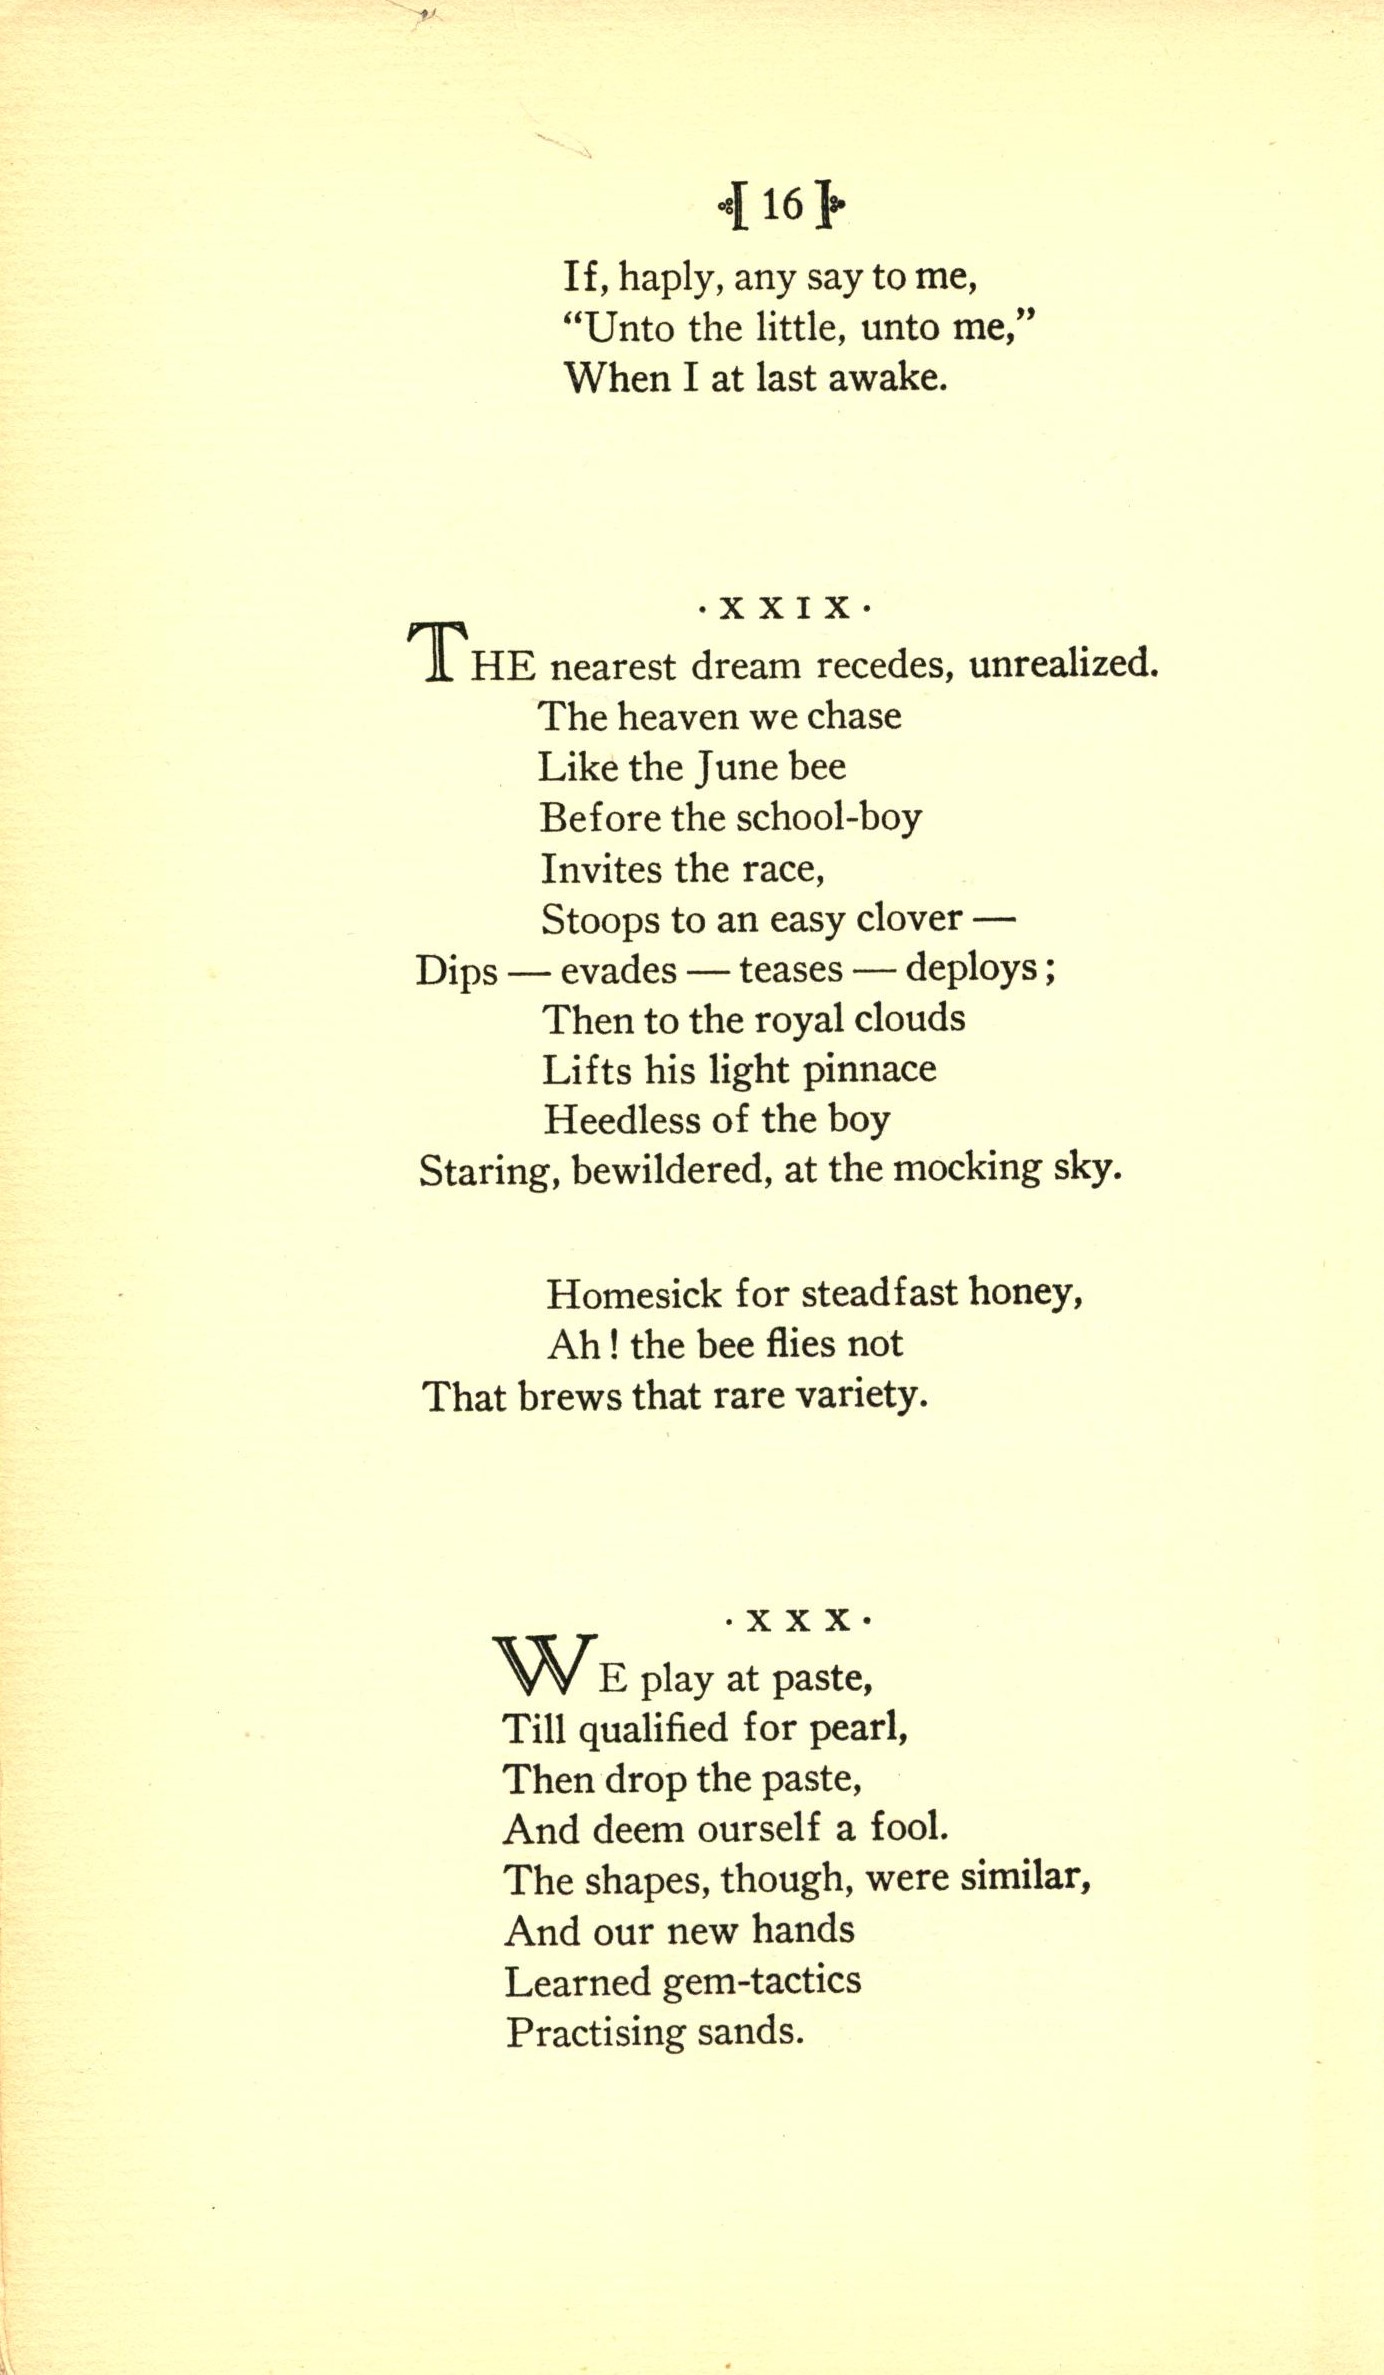 16
If, haply, any say to me,
“Unto the little, unto me,”
When I at last awake.
·XXIX·
THE nearest dream recedes, unrealized.
The heaven we chase
Like the June bee
Before the school-boy
Invites the race,
Stoops to an easy clover —
Dips — evades — teases — deploys;
Then to the royal clouds
Lifts his light pinnace
Heedless of the boy
Staring, bewildered, at the mocking sky.
Homesick for steadfast honey,
Ah! the bee flies not
That brews that rare variety.
·XXX·
WE play at paste,
Till qualified for pearl,
Then drop the paste,
And deem ourself a fool.
The shapes, though, were similar,
And our new hands
Learned gem-tactics
Practising sands.